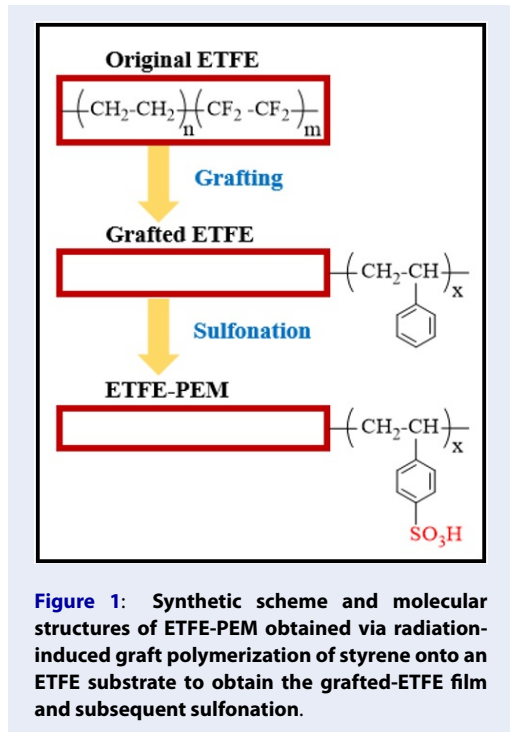 Original ETFE
(CH₂-CH₂)n(CF₂-CF₂)m
Grafting
Grafted ETFE
(CH₂-CH)x
Sulfonation
ETFE-PEM
(CH₂-CH)x
SO₃H
Figure 1: Synthetic scheme and molecular
structures of ETFE-PEM obtained via radiation-
induced graft polymerization of styrene onto an
ETFE substrate to obtain the grafted-ETFE film
and subsequent sulfonation.